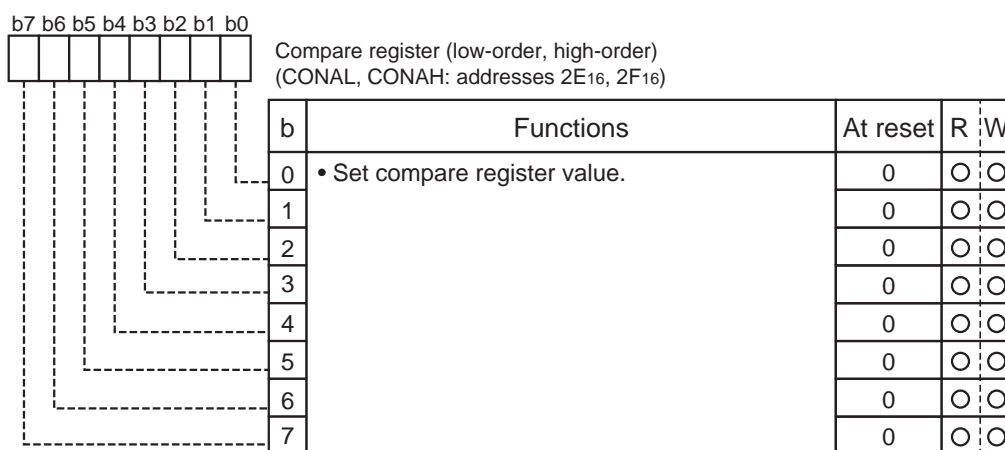 b7 b6 b5 b4 b3 b2 b1 b0
Compare register (low-order, high-order)
(CONAL, CONAH: addresses 2E16, 2F16)
b Functions At reset R W
0 • Set compare register value. 0 O O
1 0 O O
2 0 O O
3 0 O O
4 0 O O
5 0 O O
6 0 O O
7 0 O O